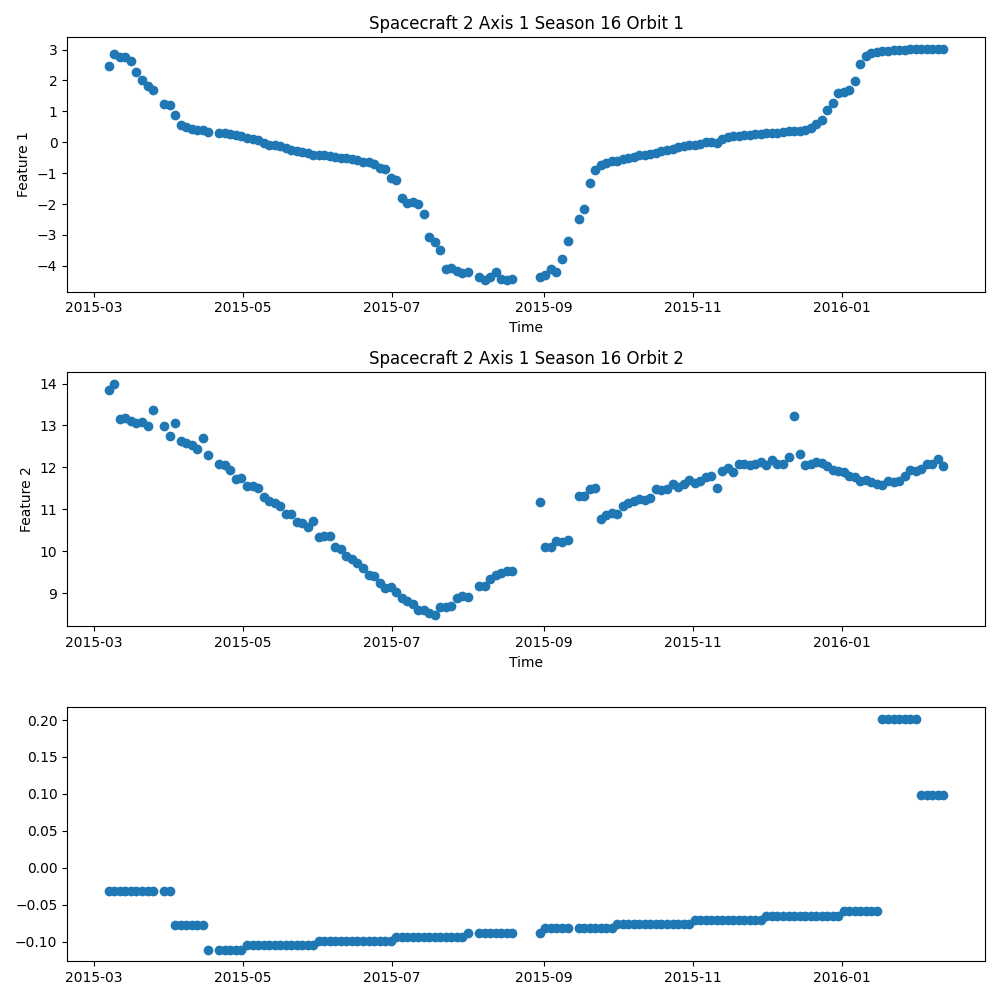 Spacecraft 2 Axis 1 Season 16 Orbit 1
3
2
1
0
−1
−2
−3
−4
Feature 1
2015-03 2015-05 2015-07 2015-09 2015-11 2016-01
Time
Spacecraft 2 Axis 1 Season 16 Orbit 2
14
13
12
11
10
9
Feature 2
2015-03 2015-05 2015-07 2015-09 2015-11 2016-01
Time
0.20
0.15
0.10
0.05
0.00
−0.05
−0.10
2015-03 2015-05 2015-07 2015-09 2015-11 2016-01